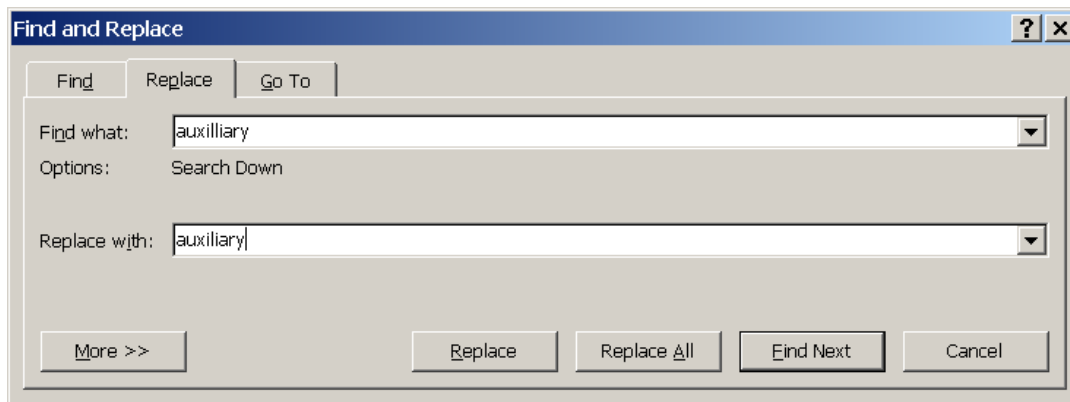 Find and Replace ? ×
Find Replace Go To
Find what: auxilliary
Options: Search Down
Replace with: auxiliary
More >> Replace Replace All Find Next Cancel